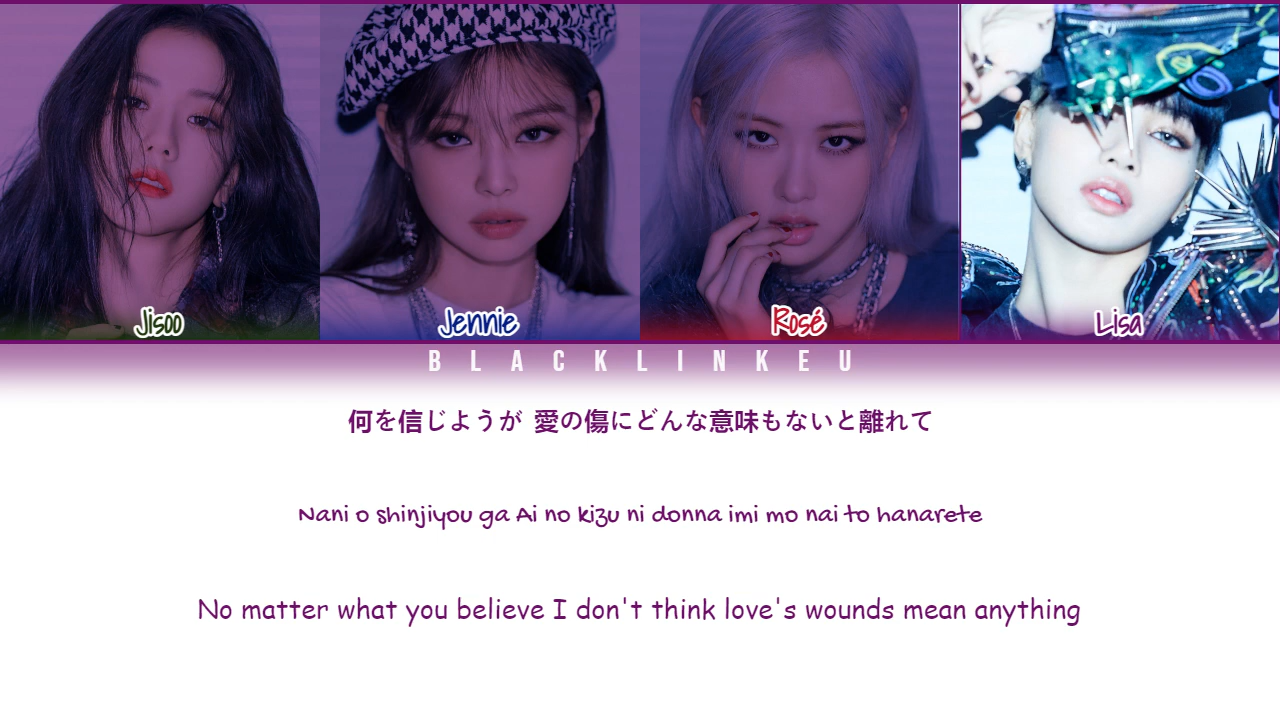 Jisoo
Jennie
Rosé
Lisa
BLACKLINKEU
何を信じようが 愛の傷にどんな意味もないと離れて
Nani o shinjiyou ga Ai no kizu ni donna imi mo nai to hanarete
No matter what you believe I don't think love's wounds mean anything